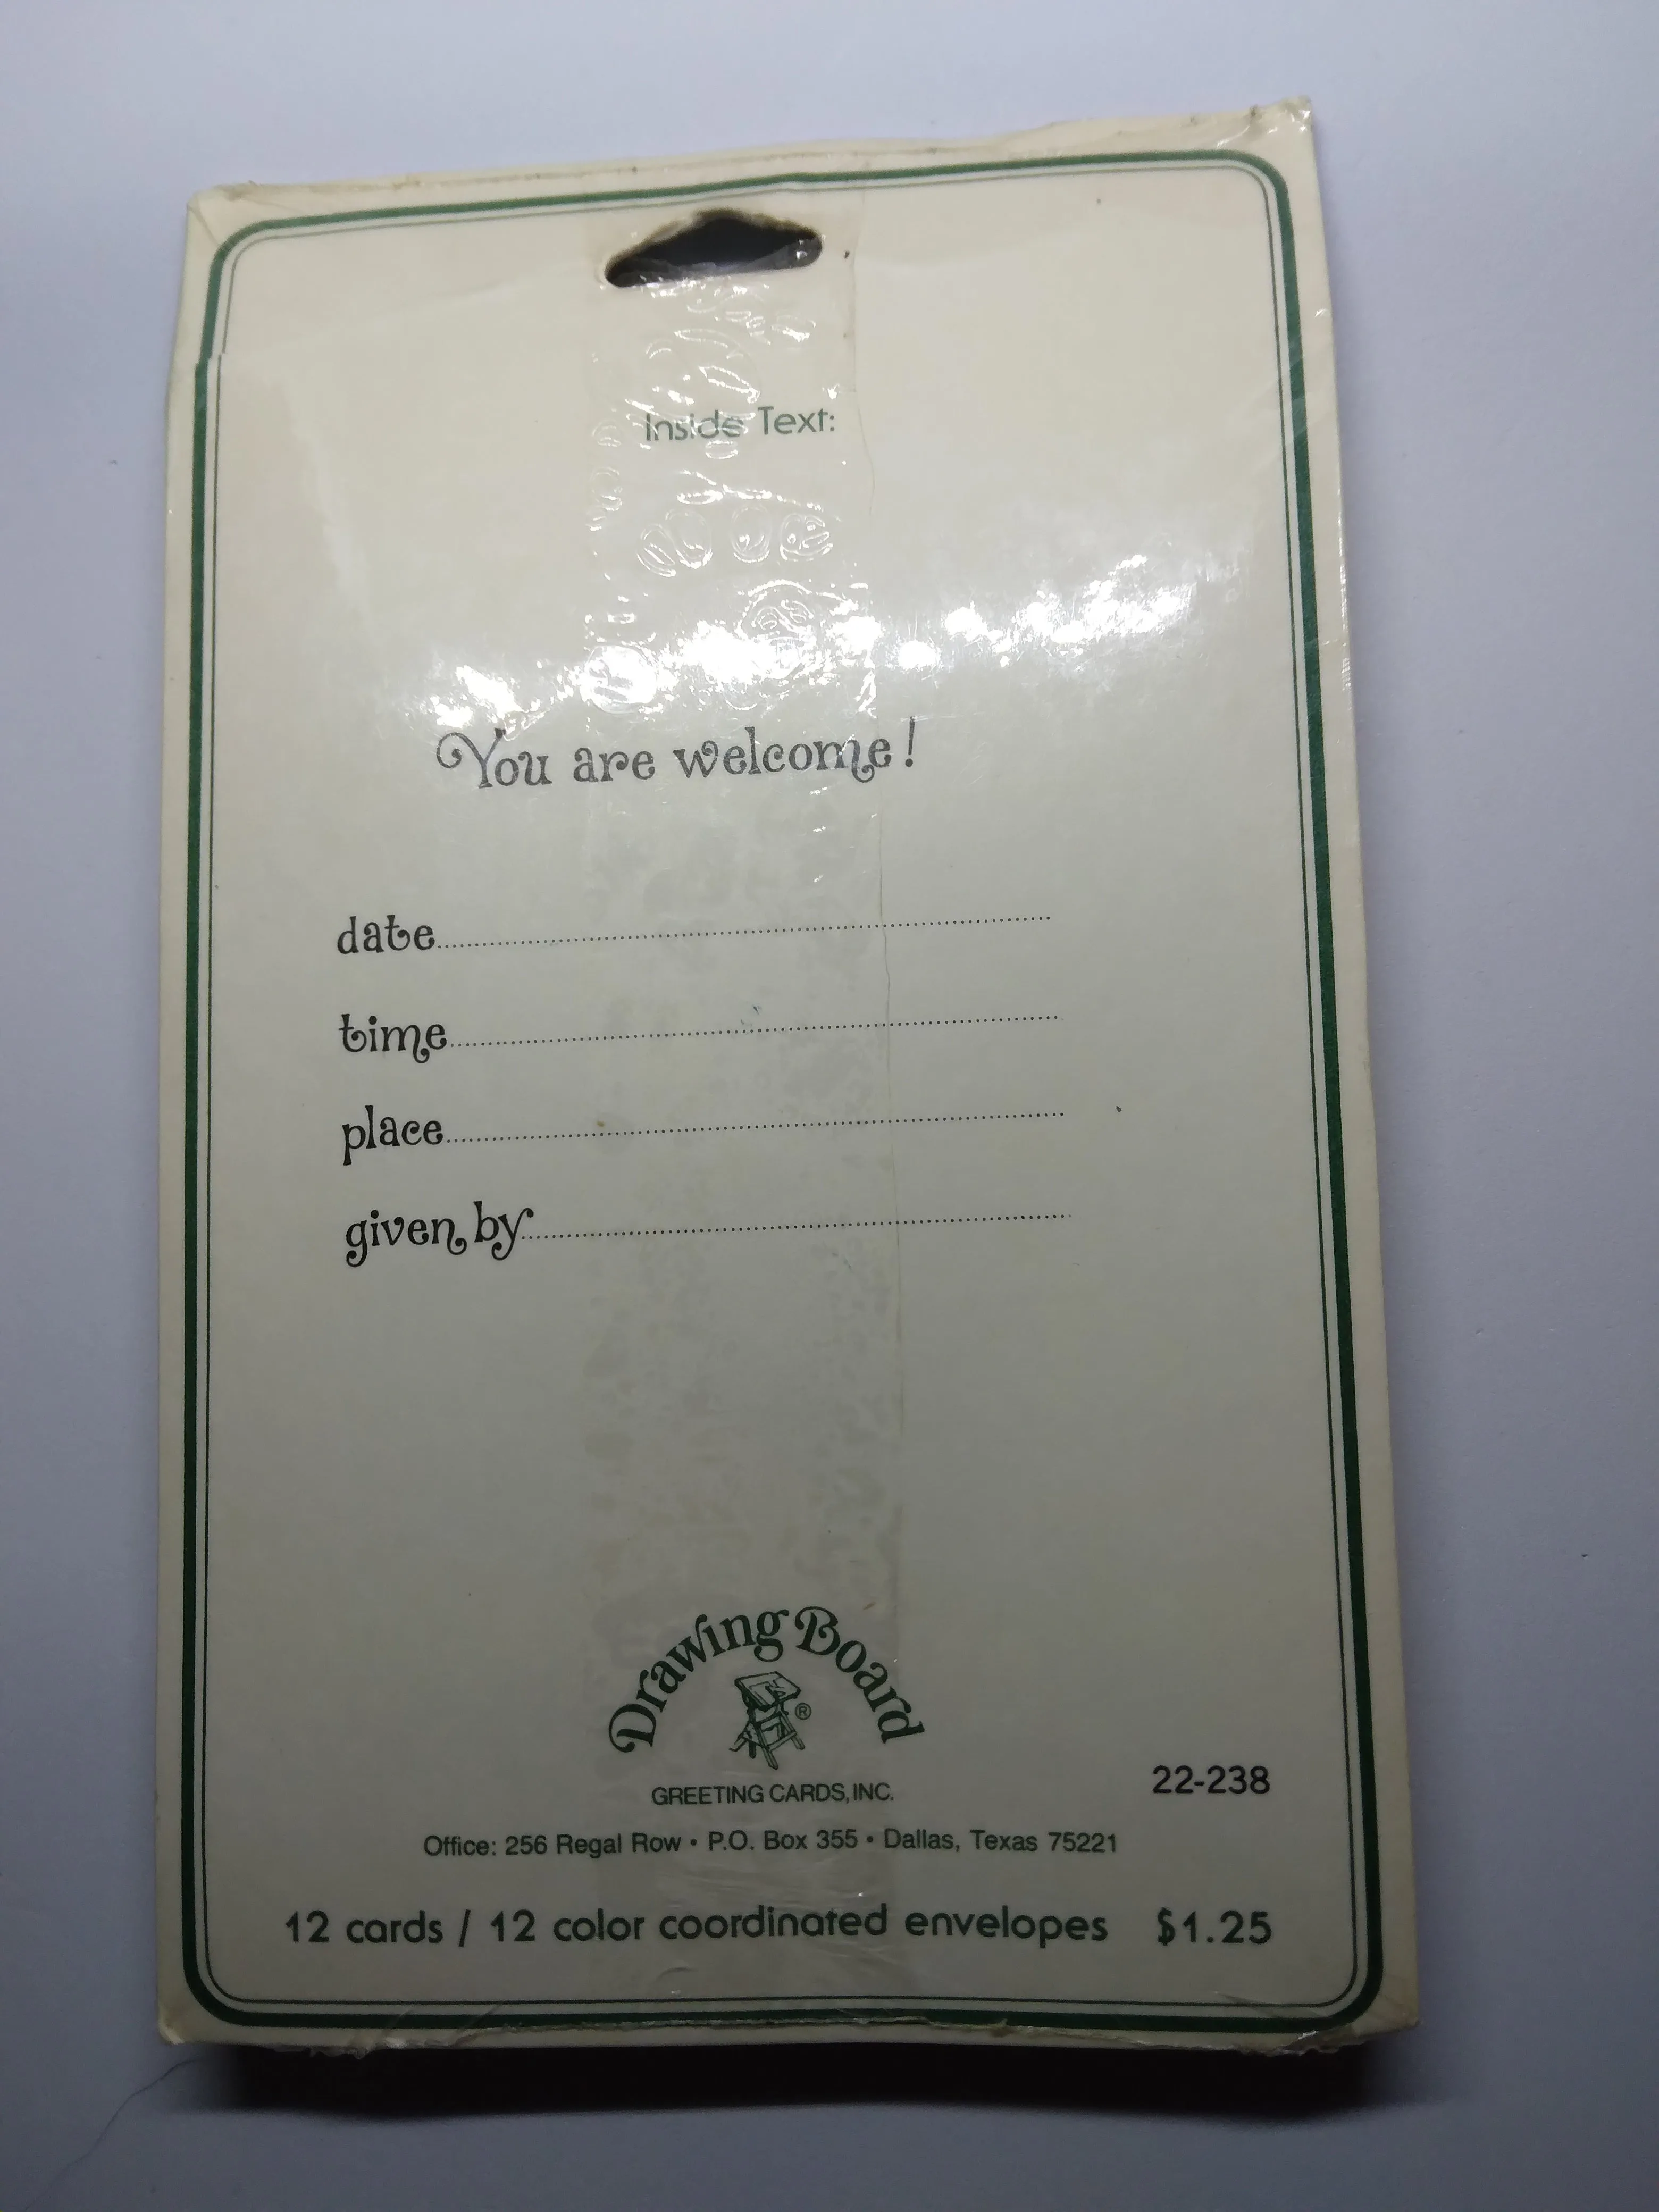 Inside Text:
You are welcome!
date
time
place
given by
Drawing Board
®
GREETING CARDS, INC.
22-238
Office: 256 Regal Row • P.O. Box 355 • Dallas, Texas 75221
12 cards / 12 color coordinated envelopes $1.25